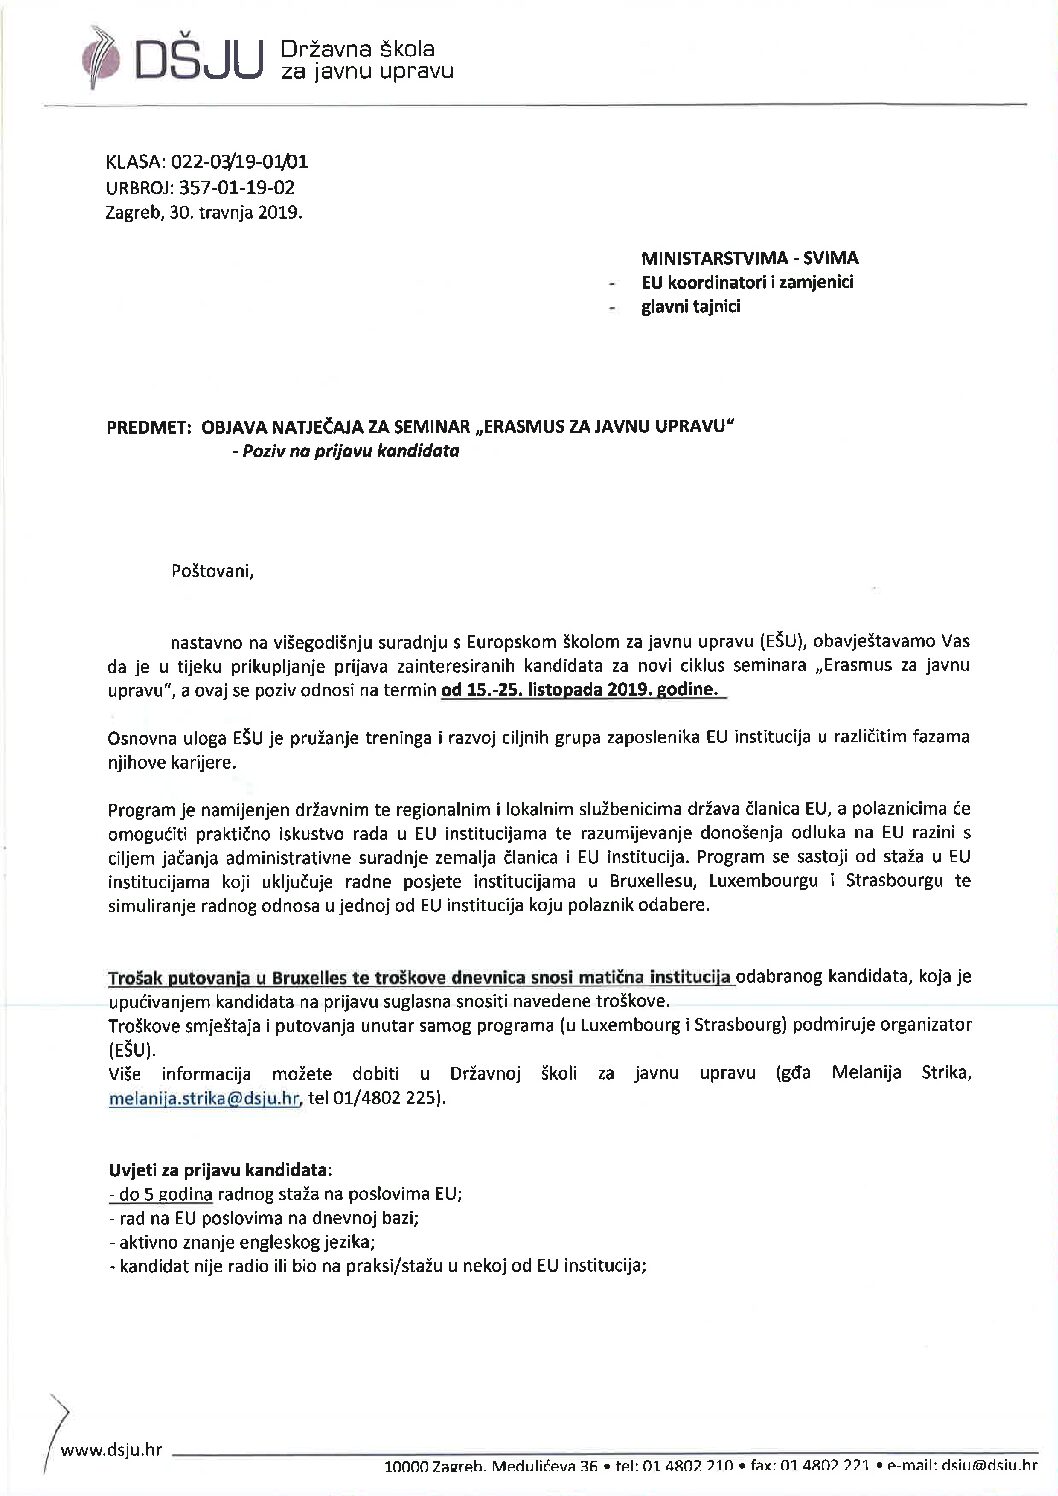 DŠJU Državna škola
za javnu upravu
KLASA: 022-03/19-01/01
URBROJ: 357-01-19-02
Zagreb, 30. travnja 2019.
MINISTARSTVIMA - SVIMA
- EU koordinatori i zamjenici
- glavni tajnici
PREDMET: OBJAVA NATJEČAJA ZA SEMINAR „ERASMUS ZA JAVNU UPRAVU“
- Poziv na prijavu kandidata
Poštovani,
nastavno na višegodišnju suradnju s Europskom školom za javnu upravu (EŠU), obavještavamo Vas
da je u tijeku prikupljanje prijava zainteresiranih kandidata za novi ciklus seminara „Erasmus za javnu
upravu“, a ovaj se poziv odnosi na termin od 15.-25. listopada 2019. godine.
Osnovna uloga EŠU je pružanje treninga i razvoj ciljnih grupa zaposlenika EU institucija u različitim fazama
njihove karijere.
Program je namijenjen državnim te regionalnim i lokalnim službenicima država članica EU, a polaznicima će
omogućiti praktično iskustvo rada u EU institucijama te razumijevanje donošenja odluka na EU razini s
ciljem jačanja administrativne suradnje zemalja članica i EU institucija. Program se sastoji od staža u EU
institucijama koji uključuje radne posjete institucijama u Bruxellesu, Luxembourgu i Strasbourgu te
simuliranje radnog odnosa u jednoj od EU institucija koju polaznik odabere.
Trošak putovanja u Bruxelles te troškove dnevnica snosi matična institucija odabranog kandidata, koja je
upućivanjem kandidata na prijavu suglasna snositi navedene troškove.
Troškove smještaja i putovanja unutar samog programa (u Luxembourg i Strasbourg) podmiruje organizator
(EŠU).
Više informacija možete dobiti u Državnoj školi za javnu upravu (gđa Melanija Strika,
melanija.strika@dsju.hr, tel 01/4802 225).
Uvjeti za prijavu kandidata:
- do 5 godina radnog staža na poslovima EU;
- rad na EU poslovima na dnevnoj bazi;
- aktivno znanje engleskog jezika;
- kandidat nije radio ili bio na praksi/stažu u nekoj od EU institucija;
www.dsju.hr
10000 Zagreb, Medulićeva 36 • tel: 01 4802 210 • fax: 01 4802 221 • e-mail: dsju@dsju.hr